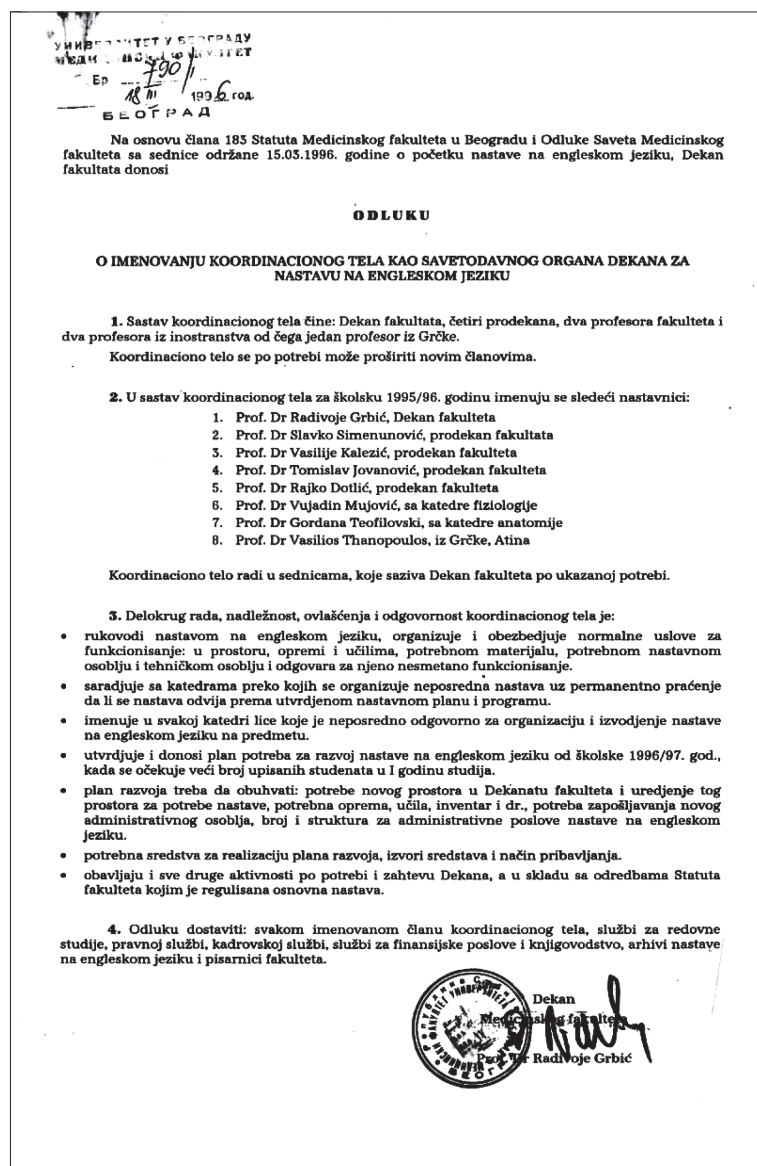 УНИВЕРЗИТЕТ У БЕОГРАДУ
МЕДИЦИНСКИ ФАКУЛТЕТ
Бр 790/1
18 III 1996 год.
БЕОГРАД
Na osnovu člana 183 Statuta Medicinskog fakulteta u Beogradu i Odluke Saveta Medicinskog
fakulteta sa sednice održane 15.03.1996. godine o početku nastave na engleskom jeziku, Dekan
fakultata donosi
ODLUKU
O IMENOVANJU KOORDINACIONOG TELA KAO SAVETODAVNOG ORGANA DEKANA ZA
NASTAVU NA ENGLESKOM JEZIKU
1. Sastav koordinacionog tela čine: Dekan fakultata, četiri prodekana, dva profesora fakulteta i
dva profesora iz inostranstva od čega jedan profesor iz Grčke.
Koordinaciono telo se po potrebi može proširiti novim članovima.
2. U sastav koordinacionog tela za školsku 1995/96. godinu imenuju se sledeći nastavnici:
1. Prof. Dr Radivoje Grbić, Dekan fakulteta
2. Prof. Dr Slavko Simenunović, prodekan fakultata
3. Prof. Dr Vasilije Kalezić, prodekan fakulteta
4. Prof. Dr Tomislav Jovanović, prodekan fakulteta
5. Prof. Dr Rajko Dotlić, prodekan fakulteta
6. Prof. Dr Vujadin Mujović, sa katedre fiziologije
7. Prof. Dr Gordana Teofilovski, sa katedre anatomije
8. Prof. Dr Vasilios Thanopoulos, iz Grčke, Atina
Koordinaciono telo radi u sednicama, koje saziva Dekan fakulteta po ukazanoj potrebi.
3. Delokrug rada, nadležnost, ovlašćenja i odgovornost koordinacionog tela je:
• rukovodi nastavom na engleskom jeziku, organizuje i obezbedjuje normalne uslove za
funkcionisanje: u prostoru, opremi i učilima, potrebnom materijalu, potrebnom nastavnom
osoblju i tehničkom osoblju i odgovara za njeno nesmetano funkcionisanje.
• saradjuje sa katedrama preko kojih se organizuje neposredna nastava uz permanentno praćenje
da li se nastava odvija prema utvrdjenom nastavnom planu i programu.
• imenuje u svakoj katedri lice koje je neposredno odgovorno za organizaciju i izvodjenje nastave
na engleskom jeziku na predmetu.
• utvrdjuje i donosi plan potreba za razvoj nastave na engleskom jeziku od školske 1996/97. god.,
kada se očekuje veći broj upisanih studenata u I godinu studija.
• plan razvoja treba da obuhvati: potrebe novog prostora u Dekanatu fakulteta i uredjenje tog
prostora za potrebe nastave, potrebna oprema, učila, inventar i dr., potreba zapošljavanja novog
administrativnog osoblja, broj i struktura za administrativne poslove nastave na engleskom
jeziku.
• potrebna sredstva za realizaciju plana razvoja, izvori sredstava i način pribavljanja.
• obavljaju i sve druge aktivnosti po potrebi i zahtevu Dekana, a u skladu sa odredbama Statuta
fakulteta kojim je regulisana osnovna nastava.
4. Odluku dostaviti: svakom imenovanom članu koordinacionog tela, službi za redovne
studije, pravnoj službi, kadrovskoj službi, službi za finansijske poslove i knjigovodstvo, arhivi nastave
na engleskom jeziku i pisarnici fakulteta.
Dekan
Medicinskog fakulteta
Prof. Dr Radivoje Grbić